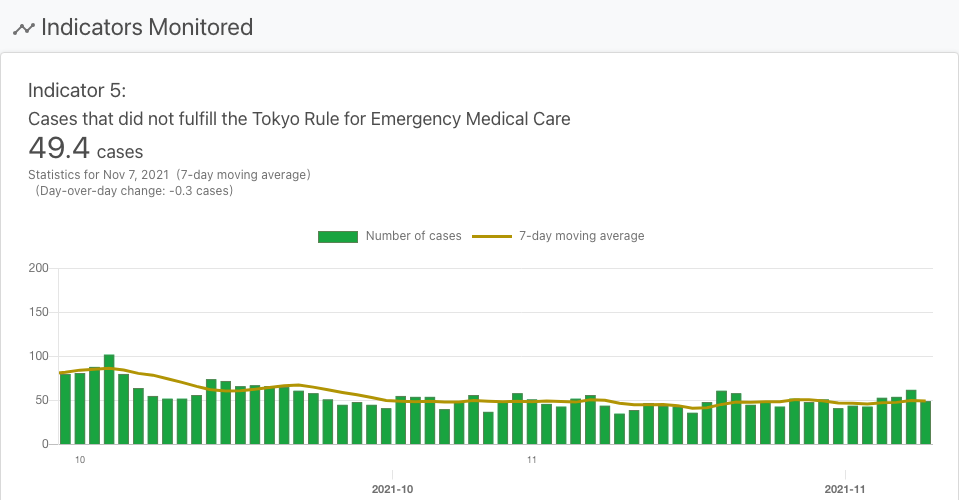 Indicators Monitored
Indicator 5:
Cases that did not fulfill the Tokyo Rule for Emergency Medical Care
49.4 cases
Statistics for Nov 7, 2021 (7-day moving average)
(Day-over-day change: -0.3 cases)
Number of cases 7-day moving average
200
150
100
50
0
10 11
2021-10 2021-11